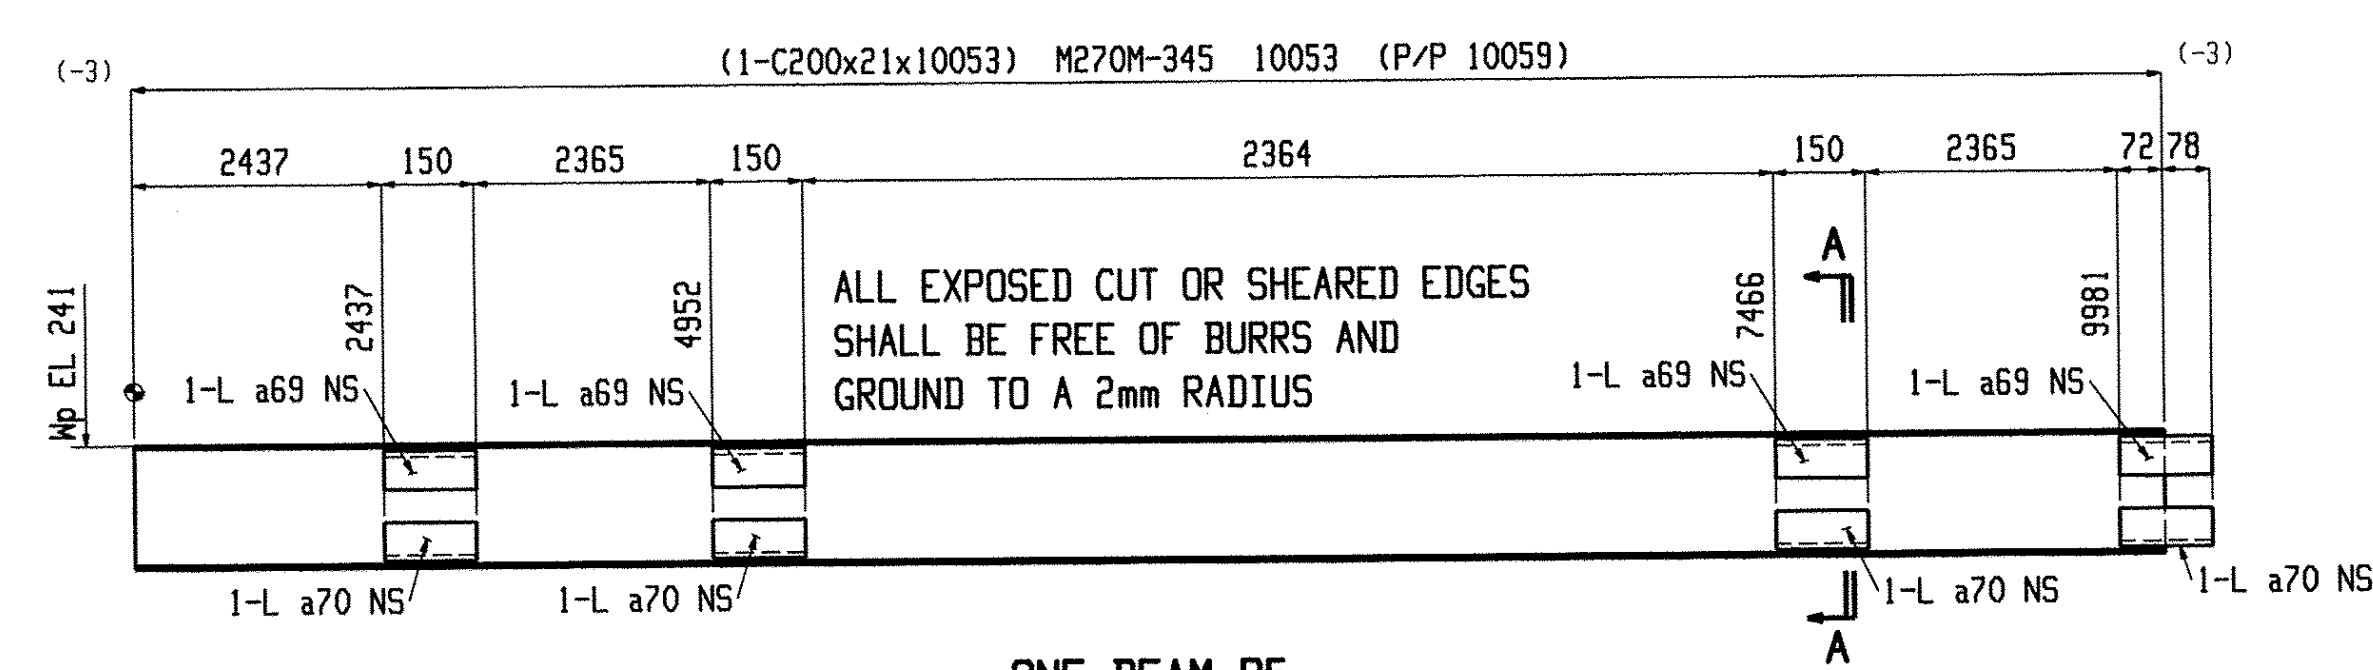 (-3) (1-C200x21x10053) M270M-345 10053 (P/P 10059) (-3)
2437 150 2365 150 2364 150 2365 72 78
A
Wp EL 241
2437
4952
7466
9981
ALL EXPOSED CUT OR SHEARED EDGES
SHALL BE FREE OF BURRS AND
GROUND TO A 2mm RADIUS
1-L a69 NS
1-L a69 NS
1-L a69 NS
1-L a69 NS
1-L a70 NS
1-L a70 NS
1-L a70 NS
1-L a70 NS
A
ONE BEAM